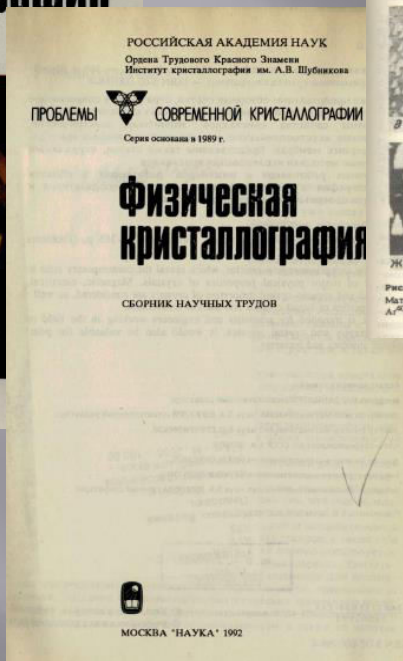 РОССИЙСКАЯ АКАДЕМИЯ НАУК
Ордена Трудового Красного Знамени
Институт кристаллографии им. А.В. Шубникова
ПРОБЛЕМЫ СОВРЕМЕННОЙ КРИСТАЛЛОГРАФИИ
Серия основана в 1989 г.
Физическая
кристаллография
СБОРНИК НАУЧНЫХ ТРУДОВ
МОСКВА "НАУКА" 1992